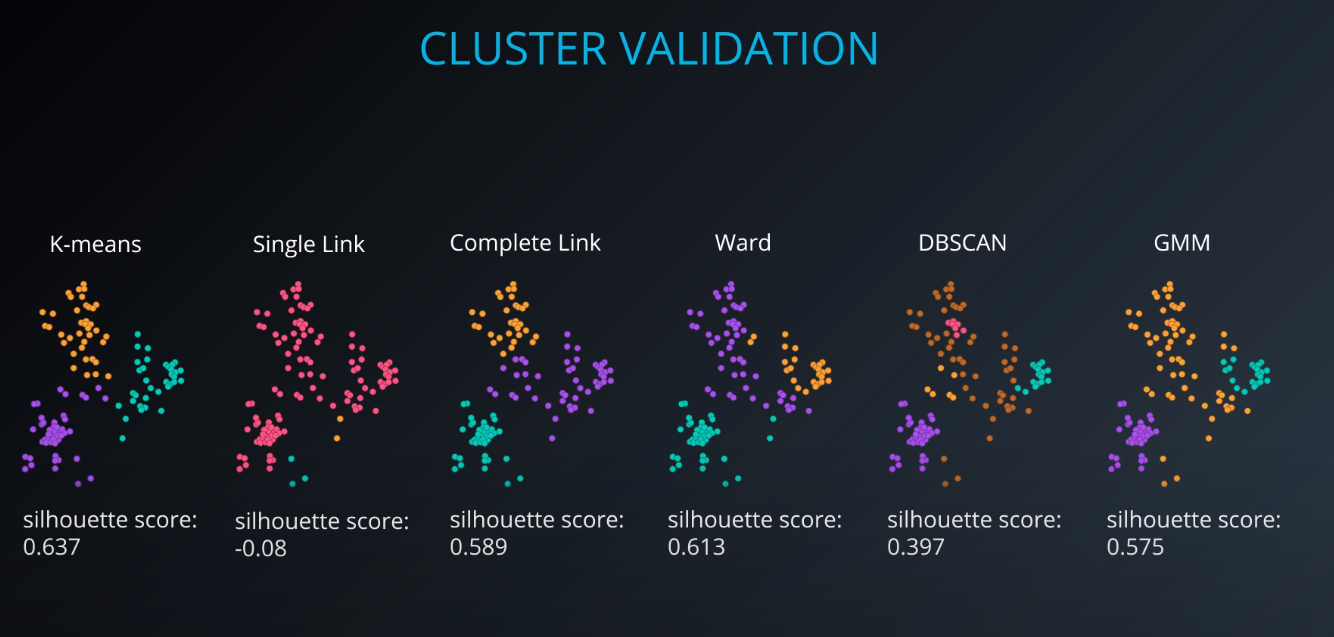 CLUSTER VALIDATION
K-means
Single Link
Complete Link
Ward
DBSCAN
GMM
silhouette score:
0.637
silhouette score:
-0.08
silhouette score:
0.589
silhouette score:
0.613
silhouette score:
0.397
silhouette score:
0.575